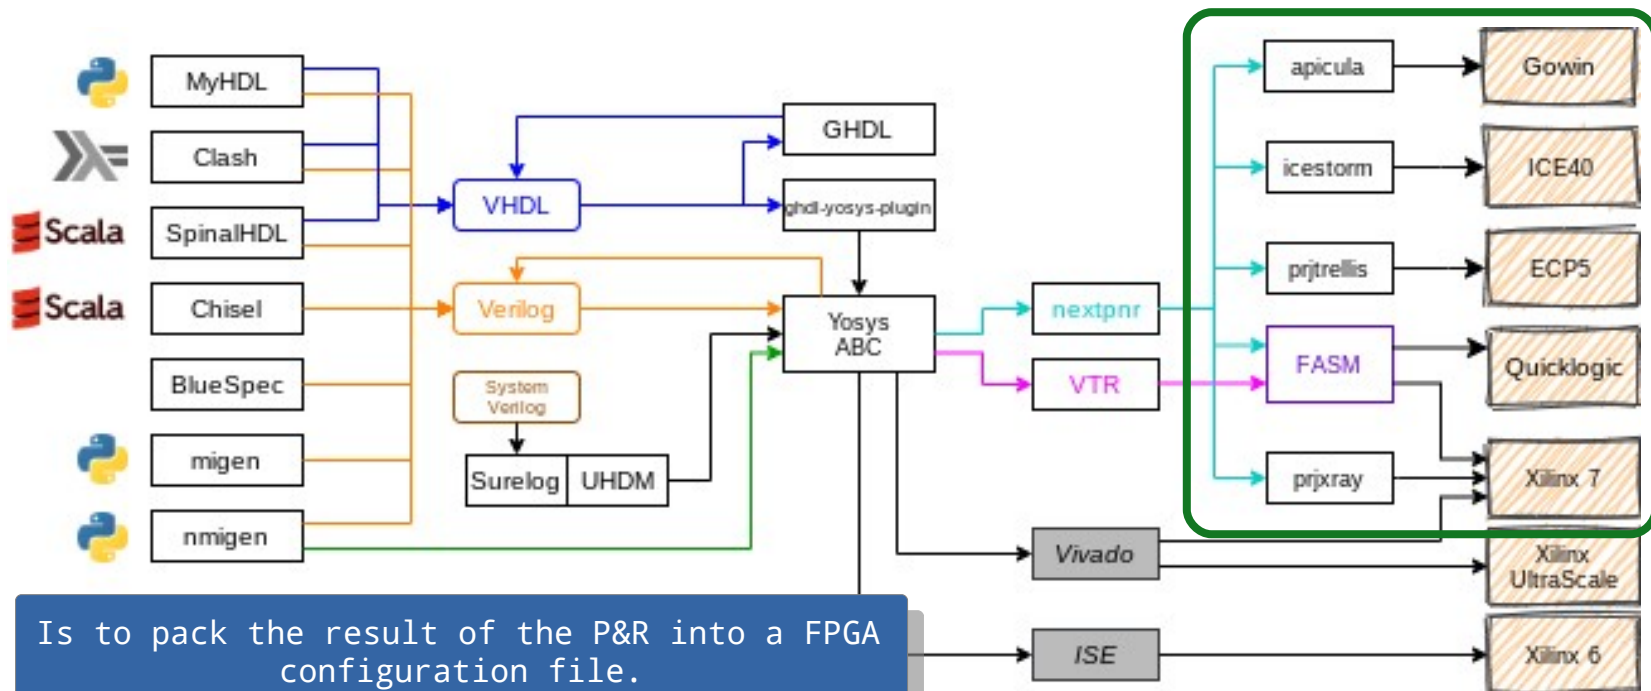 MyHDL
Clash
Scala
SpinalHDL
Scala
Chisel
BlueSpec
migen
nmigen
VHDL
Verilog
System
Verilog
Surelog
UHDM
GHDL
ghdl-yosys-plugin
Yosys
ABC
nextpnr
VTR
Vivado
ISE
apicula
icestorm
prjtrellis
FASM
prjxray
Gowin
ICE40
ECP5
Quicklogic
Xilinx 7
Xilinx
UltraScale
Xilinx 6
Is to pack the result of the P&R into a FPGA
configuration file.